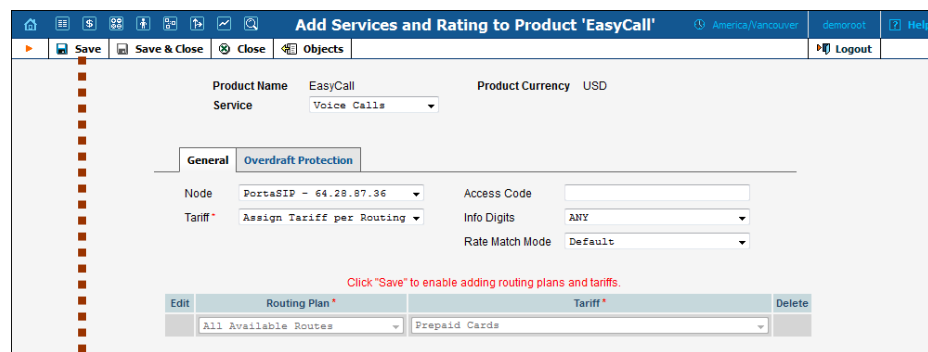 Add Services and Rating to Product 'EasyCall' America/Vancouver demoroot ? Help
Save Save & Close Close Objects Logout
Product Name EasyCall Product Currency USD
Service Voice Calls
General Overdraft Protection
Node PortaSIP - 64.28.87.36 Access Code
Tariff * Assign Tariff per Routing Info Digits ANY
Rate Match Mode Default
Click "Save" to enable adding routing plans and tariffs.
Edit Routing Plan * Tariff * Delete
All Available Routes Prepaid Cards